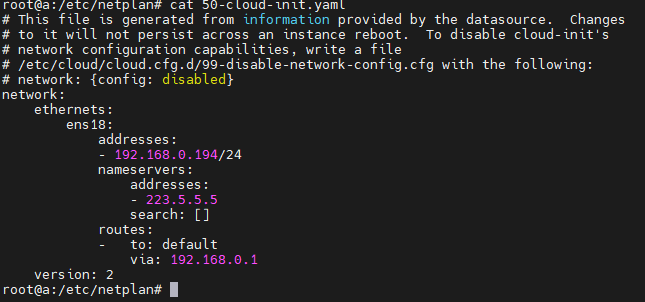 root@a:/etc/netplan# cat 50-cloud-init.yaml
# This file is generated from information provided by the datasource.  Changes
# to it will not persist across an instance reboot.  To disable cloud-init's
# network configuration capabilities, write a file
# /etc/cloud/cloud.cfg.d/99-disable-network-config.cfg with the following:
# network: {config: disabled}
network:
    ethernets:
        ens18:
            addresses:
            - 192.168.0.194/24
            nameservers:
                addresses:
                - 223.5.5.5
                search: []
            routes:
            -   to: default
                via: 192.168.0.1
    version: 2
root@a:/etc/netplan#